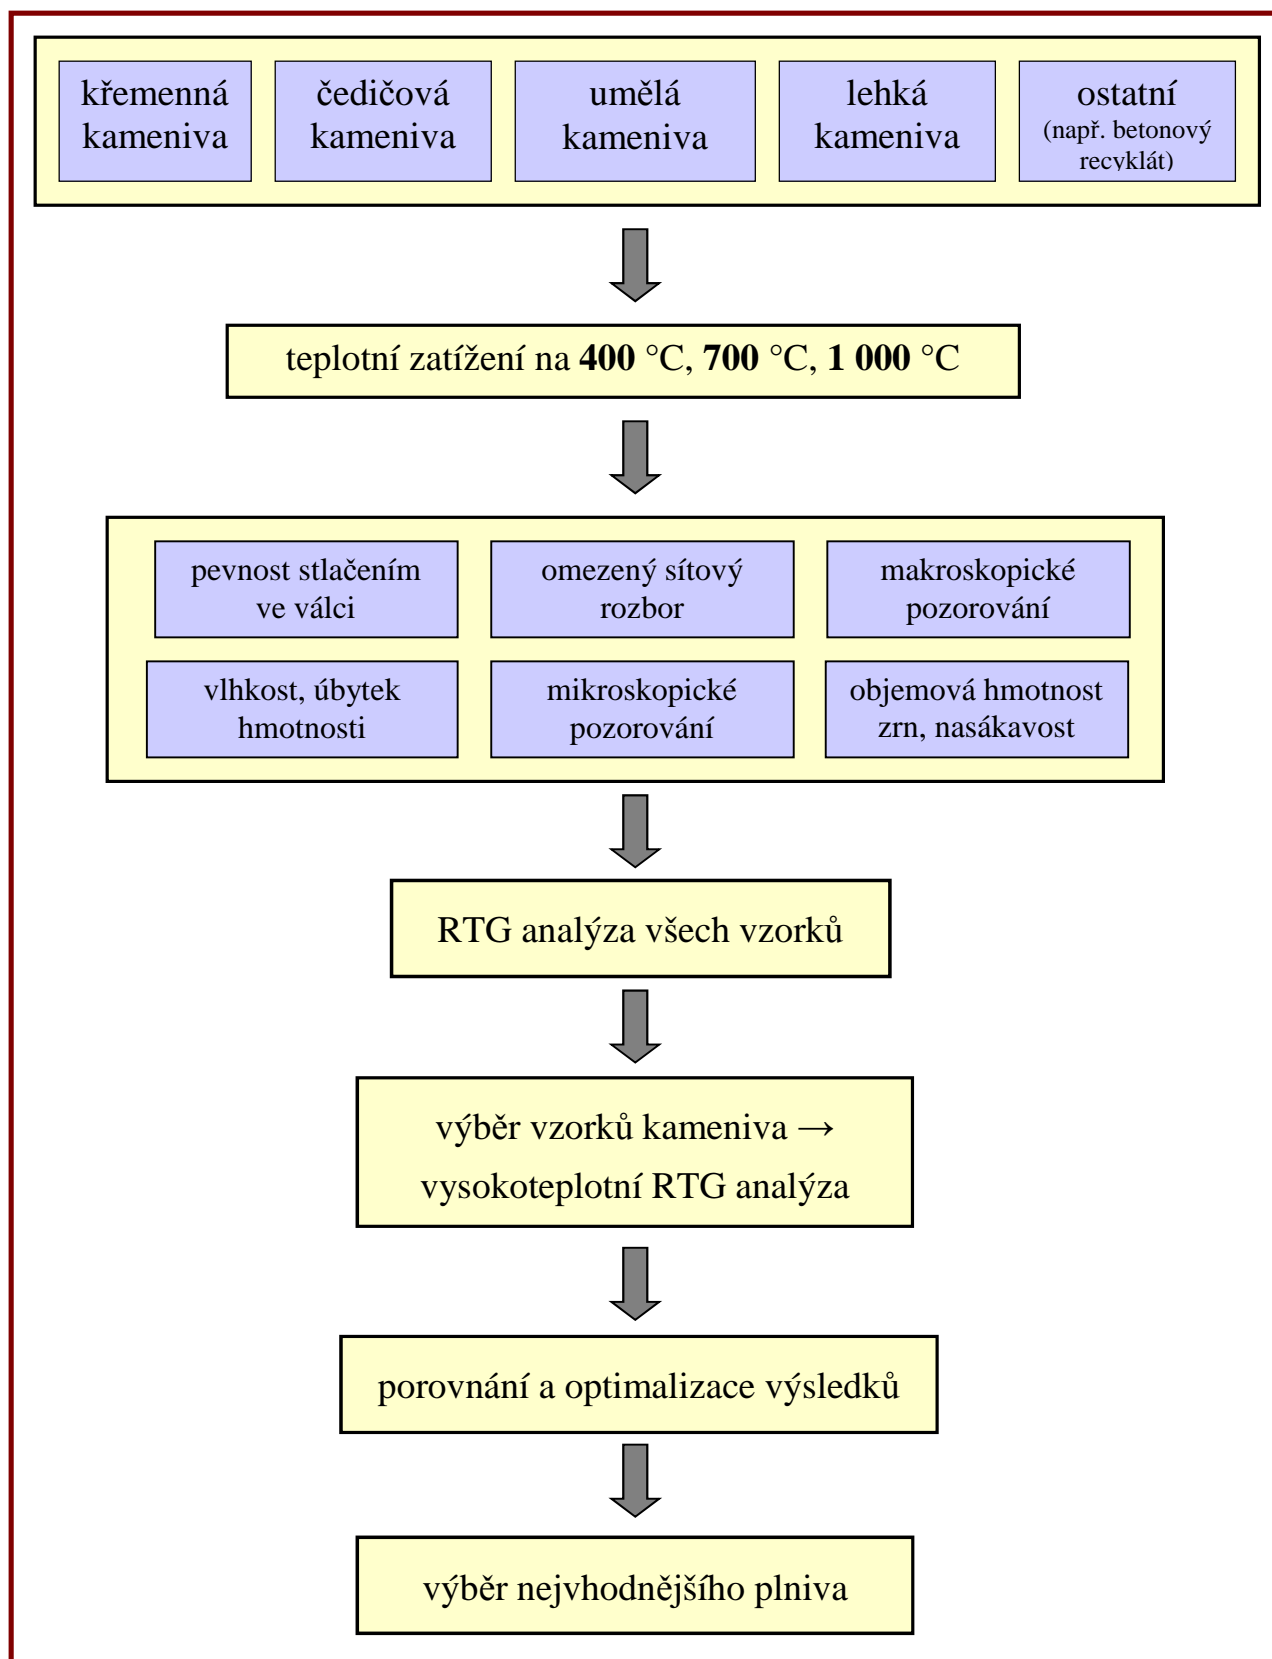 křemenná
kameniva
čedičová
kameniva
umělá
kameniva
lehká
kameniva
ostatní
(např. betonový
recyklát)
teplotní zatížení na 400 °C, 700 °C, 1 000 °C
pevnost stlačením
ve válci
omezený sítový
rozbor
makroskopické
pozorování
vlhkost, úbytek
hmotnosti
mikroskopické
pozorování
objemová hmotnost
zrn, nasákavost
RTG analýza všech vzorků
výběr vzorků kameniva →
vysokoteplotní RTG analýza
porovnání a optimalizace výsledků
výběr nejvhodnějšího plniva